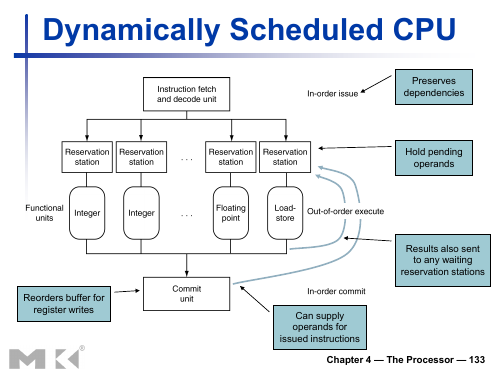 Dynamically Scheduled CPU
Instruction fetch
and decode unit
In-order issue
Preserves
dependencies
Reservation
station
Reservation
station
. . .
Reservation
station
Reservation
station
Hold pending
operands
Functional
units
Integer
Integer
. . .
Floating
point
Load-
store
Out-of-order execute
Results also sent
to any waiting
reservation stations
Reorders buffer for
register writes
Commit
unit
In-order commit
Can supply
operands for
issued instructions
MK®
Chapter 4 — The Processor — 133